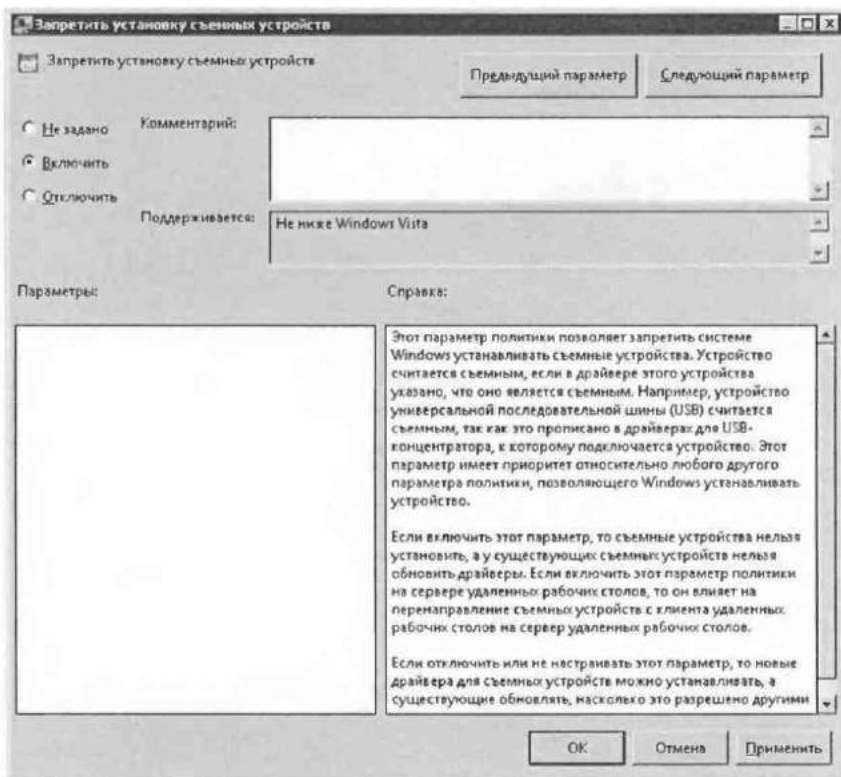 Запретить установку съемных устройств
Запретить установку съемных устройств
Предыдущий параметр
Следующий параметр
Не задано
Комментарий:
Включить
Отключить
Поддерживается:
Не ниже Windows Vista
Параметры:
Справка:
Этот параметр политики позволяет запретить системе
Windows устанавливать съемные устройства. Устройство
считается съемным, если в драйвере этого устройства
указано, что оно является съемным. Например, устройство
универсальной последовательной шины (USB) считается
съемным, так как это прописано в драйверах для USB-
концентратора, к которому подключается устройство. Этот
параметр имеет приоритет относительно любого другого
параметра политики, позволяющего Windows устанавливать
устройство.
Если включить этот параметр, то съемные устройства нельзя
установить, а у существующих съемных устройств нельзя
обновить драйверы. Если включить этот параметр политики
на сервере удаленных рабочих столов, то он влияет на
перенаправление съемных устройств с клиента удаленных
рабочих столов на сервер удаленных рабочих столов.
Если отключить или не настраивать этот параметр, то новые
драйвера для съемных устройств можно устанавливать, а
существующие обновлять, насколько это разрешено другими
ОК
Отмена
Применить